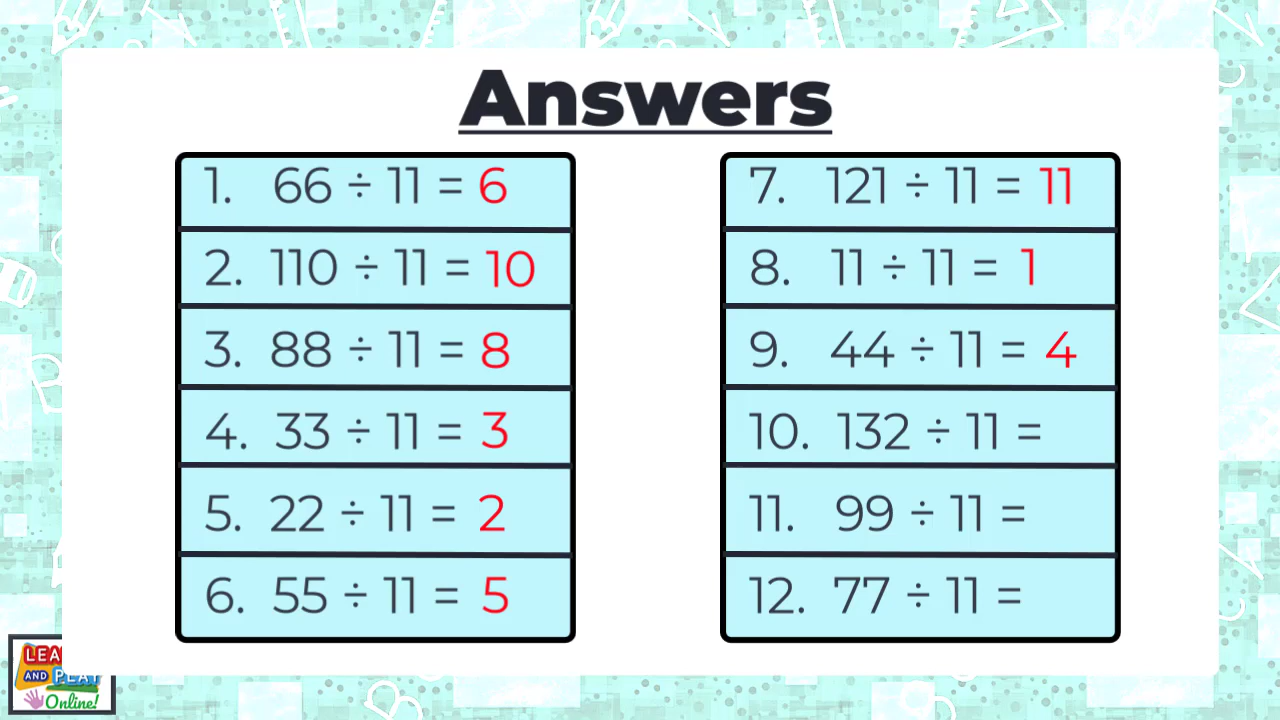 Answers
1. 66 ÷ 11 = 6
2. 110 ÷ 11 = 10
3. 88 ÷ 11 = 8
4. 33 ÷ 11 = 3
5. 22 ÷ 11 = 2
6. 55 ÷ 11 = 5
7. 121 ÷ 11 = 11
8. 11 ÷ 11 = 1
9. 44 ÷ 11 = 4
10. 132 ÷ 11 =
11. 99 ÷ 11 =
12. 77 ÷ 11 =
AND PLAY
Online!